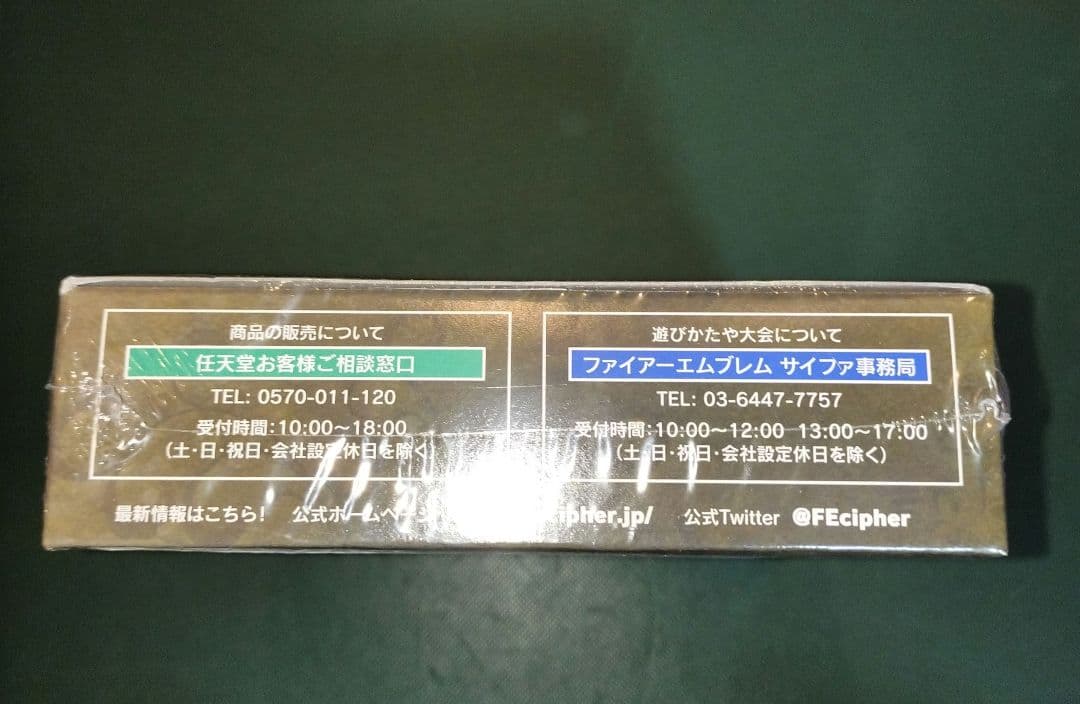 商品の販売について
任天堂お客様ご相談窓口
TEL: 0570-011-120
受付時間:10:00～18:00
(土・日・祝日・会社設定休日を除く)
遊びかたや大会について
ファイアーエムブレム サイファ事務局
TEL: 03-6447-7757
受付時間:10:00～12:00 13:00～17:00
(土・日・祝日・会社設定休日を除く)
最新情報はこちら! 公式ホームページ cipher.jp/ 公式Twitter @FEcipher